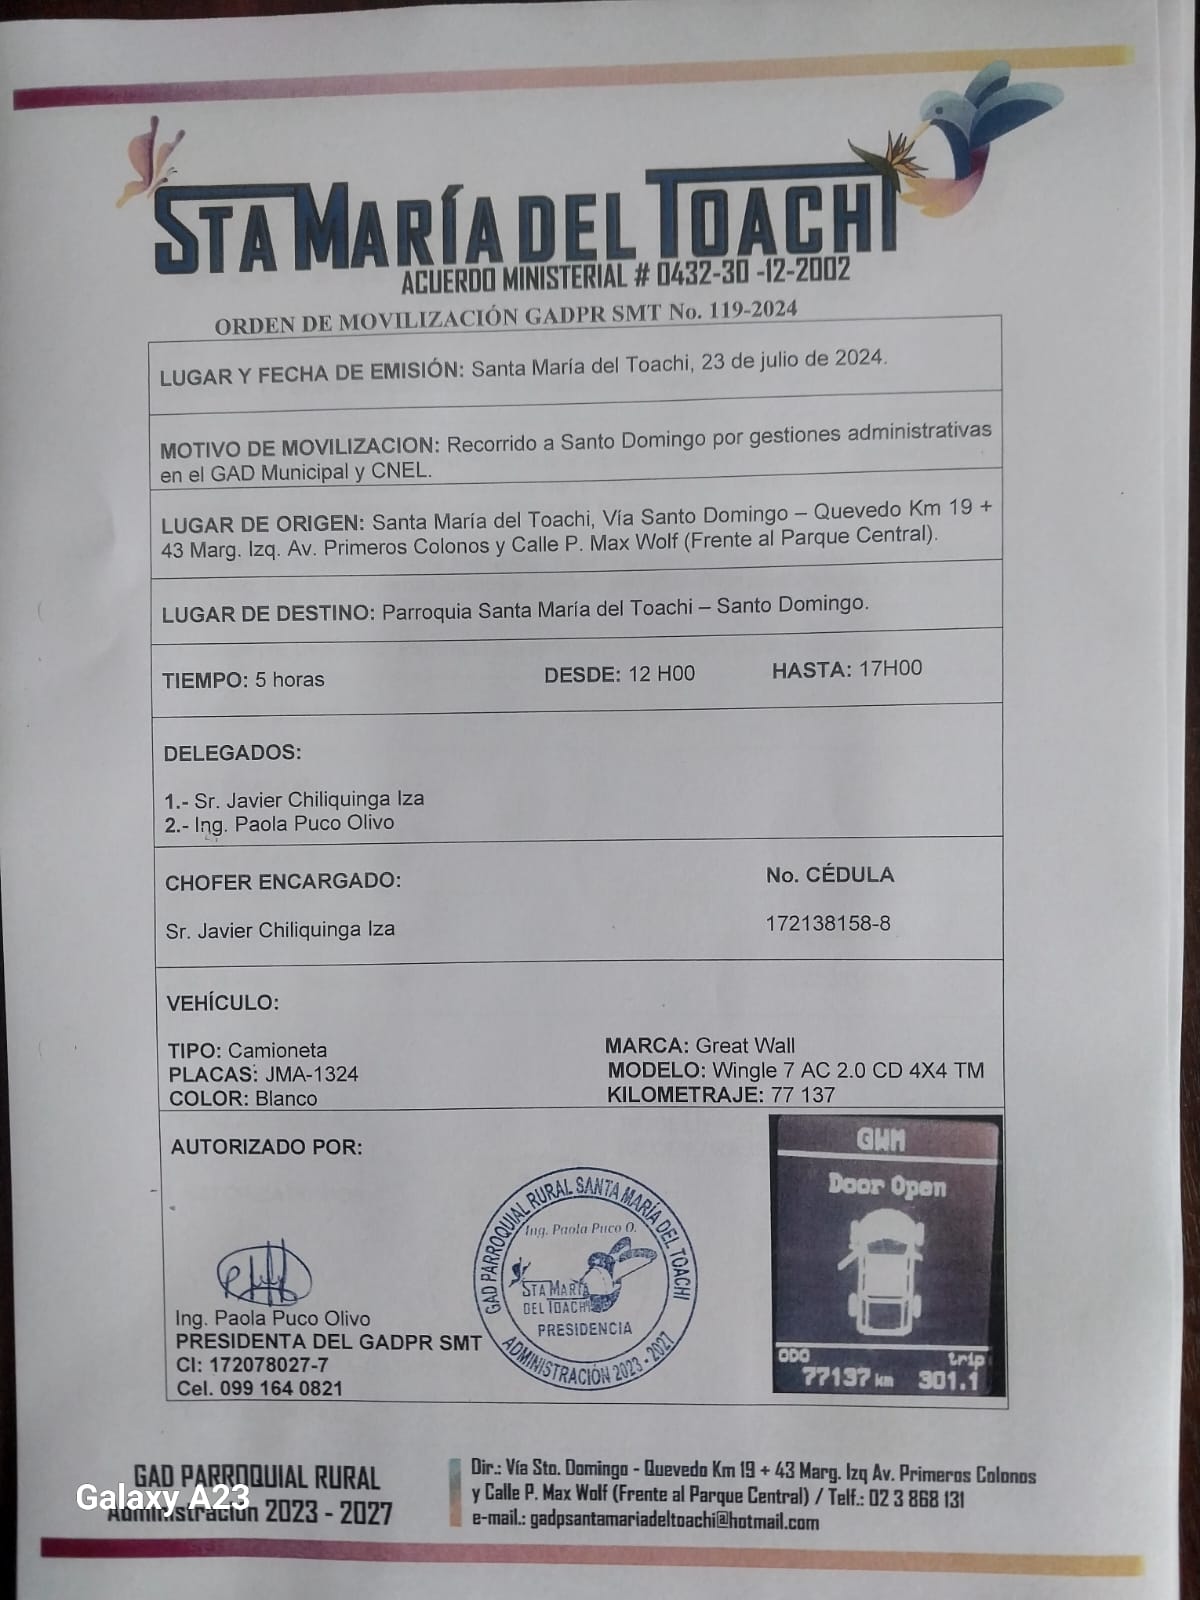 STA MARÍA DEL TOACHI
ACUERDO MINISTERIAL # 0432-30 -12-2002
ORDEN DE MOVILIZACIÓN GADPR SMT No. 119-2024
LUGAR Y FECHA DE EMISIÓN: Santa María del Toachi, 23 de julio de 2024.
MOTIVO DE MOVILIZACION: Recorrido a Santo Domingo por gestiones administrativas
en el GAD Municipal y CNEL.
LUGAR DE ORIGEN: Santa María del Toachi, Vía Santo Domingo – Quevedo Km 19 +
43 Marg. Izq. Av. Primeros Colonos y Calle P. Max Wolf (Frente al Parque Central).
LUGAR DE DESTINO: Parroquia Santa María del Toachi – Santo Domingo.
TIEMPO: 5 horas DESDE: 12 H00 HASTA: 17H00
DELEGADOS:
1.- Sr. Javier Chiliquinga Iza
2.- Ing. Paola Puco Olivo
CHOFER ENCARGADO: No. CÉDULA
Sr. Javier Chiliquinga Iza 172138158-8
VEHÍCULO:
TIPO: Camioneta MARCA: Great Wall
PLACAS: JMA-1324 MODELO: Wingle 7 AC 2.0 CD 4X4 TM
COLOR: Blanco KILOMETRAJE: 77 137
AUTORIZADO POR:
GWM
Door Open
ODO trip
77137 km 301.1
GAD PARROQUIAL RURAL SANTA MARÍA DEL TOACHI
Ing. Paola Puco O.
STA MARÍA
DEL TOACHI
PRESIDENCIA
ADMINISTRACIÓN 2023 - 2027
Ing. Paola Puco Olivo
PRESIDENTA DEL GADPR SMT
CI: 172078027-7
Cel. 099 164 0821
GAD PARROQUIAL RURAL
Administración 2023 - 2027
Dir.: Vía Sto. Domingo - Quevedo Km 19 + 43 Marg. Izq Av. Primeros Colonos
y Calle P. Max Wolf (Frente al Parque Central) / Telf.: 02 3 868 131
e-mail.: gadpsantamariadeltoachi@hotmail.com
Galaxy A23